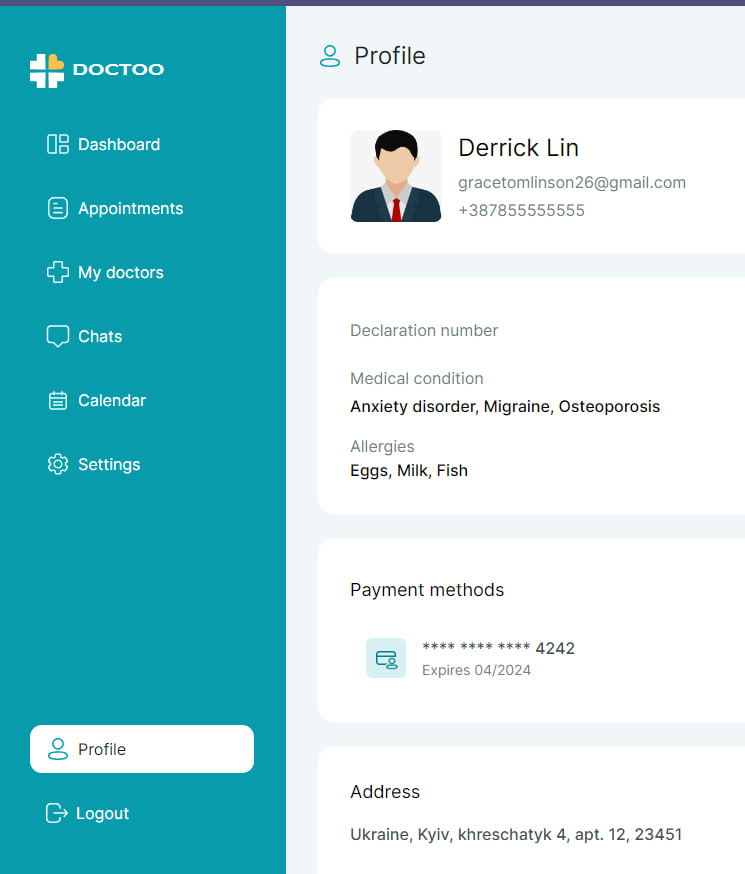 DOCTOO
Dashboard
Appointments
My doctors
Chats
Calendar
Settings
Profile
Logout
Profile
Derrick Lin
gracetomlinson26@gmail.com
+387855555555
Declaration number
Medical condition
Anxiety disorder, Migraine, Osteoporosis
Allergies
Eggs, Milk, Fish
Payment methods
**** **** **** 4242
Expires 04/2024
Address
Ukraine, Kyiv, khreschatyk 4, apt. 12, 23451